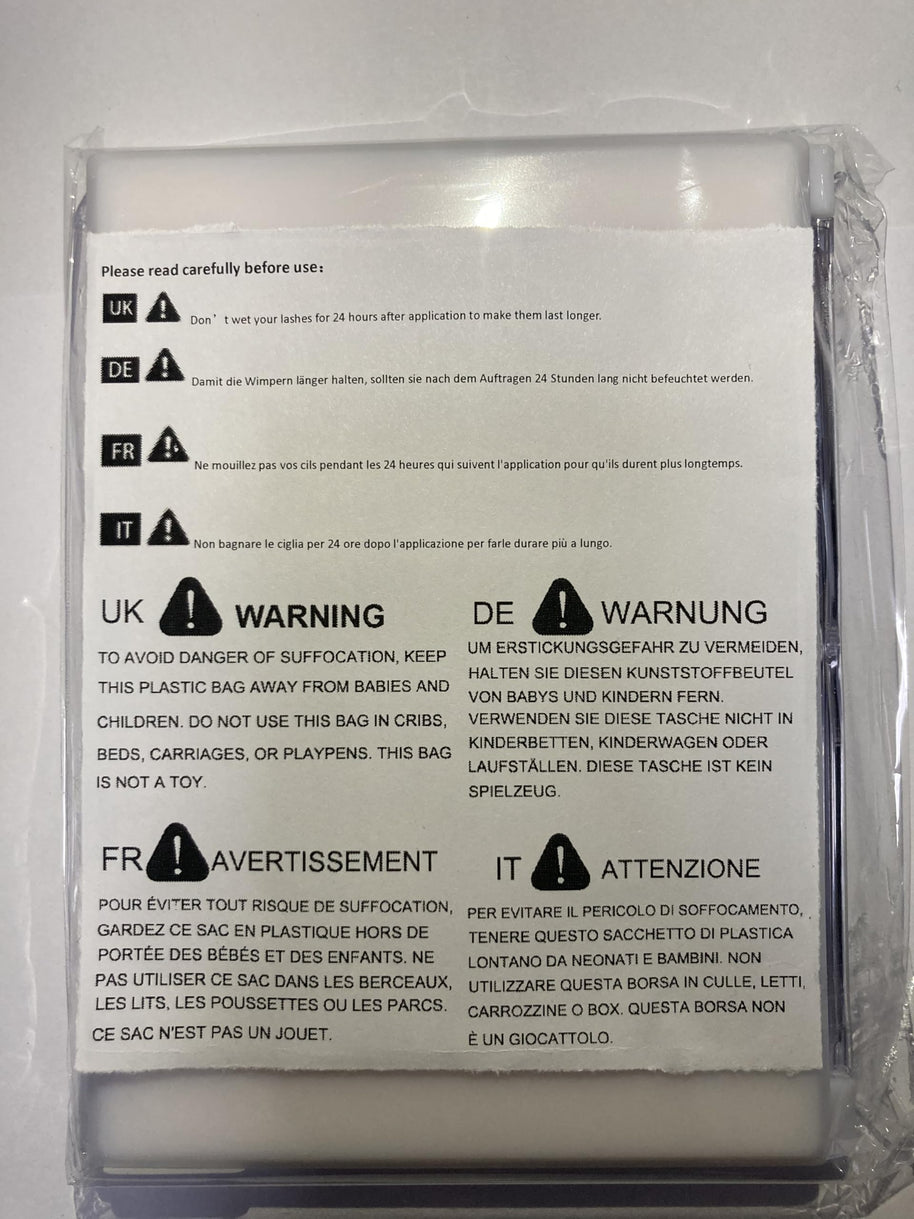 Please read carefully before use:
UK Don't wet your lashes for 24 hours after application to make them last longer.
DE Damit die Wimpern länger halten, sollten sie nach dem Auftragen 24 Stunden lang nicht befeuchtet werden.
FR Ne mouillez pas vos cils pendant les 24 heures qui suivent l'application pour qu'ils durent plus longtemps.
IT Non bagnare le ciglia per 24 ore dopo l'applicazione per farle durare più a lungo.
UK WARNING
TO AVOID DANGER OF SUFFOCATION, KEEP
THIS PLASTIC BAG AWAY FROM BABIES AND
CHILDREN. DO NOT USE THIS BAG IN CRIBS,
BEDS, CARRIAGES, OR PLAYPENS. THIS BAG
IS NOT A TOY.
DE WARNUNG
UM ERSTICKUNGSGEFAHR ZU VERMEIDEN,
HALTEN SIE DIESEN KUNSTSTOFFBEUTEL
VON BABYS UND KINDERN FERN.
VERWENDEN SIE DIESE TASCHE NICHT IN
KINDERBETTEN, KINDERWAGEN ODER
LAUFSTÄLLEN. DIESE TASCHE IST KEIN
SPIELZEUG.
FR AVERTISSEMENT
POUR ÉVITER TOUT RISQUE DE SUFFOCATION,
GARDEZ CE SAC EN PLASTIQUE HORS DE
PORTÉE DES BÉBÉS ET DES ENFANTS. NE
PAS UTILISER CE SAC DANS LES BERCEAUX,
LES LITS, LES POUSSETTES OU LES PARCS.
CE SAC N'EST PAS UN JOUET.
IT ATTENZIONE
PER EVITARE IL PERICOLO DI SOFFOCAMENTO,
TENERE QUESTO SACCHETTO DI PLASTICA
LONTANO DA NEONATI E BAMBINI. NON
UTILIZZARE QUESTA BORSA IN CULLE, LETTI,
CARROZZINE O BOX. QUESTA BORSA NON
È UN GIOCATTOLO.